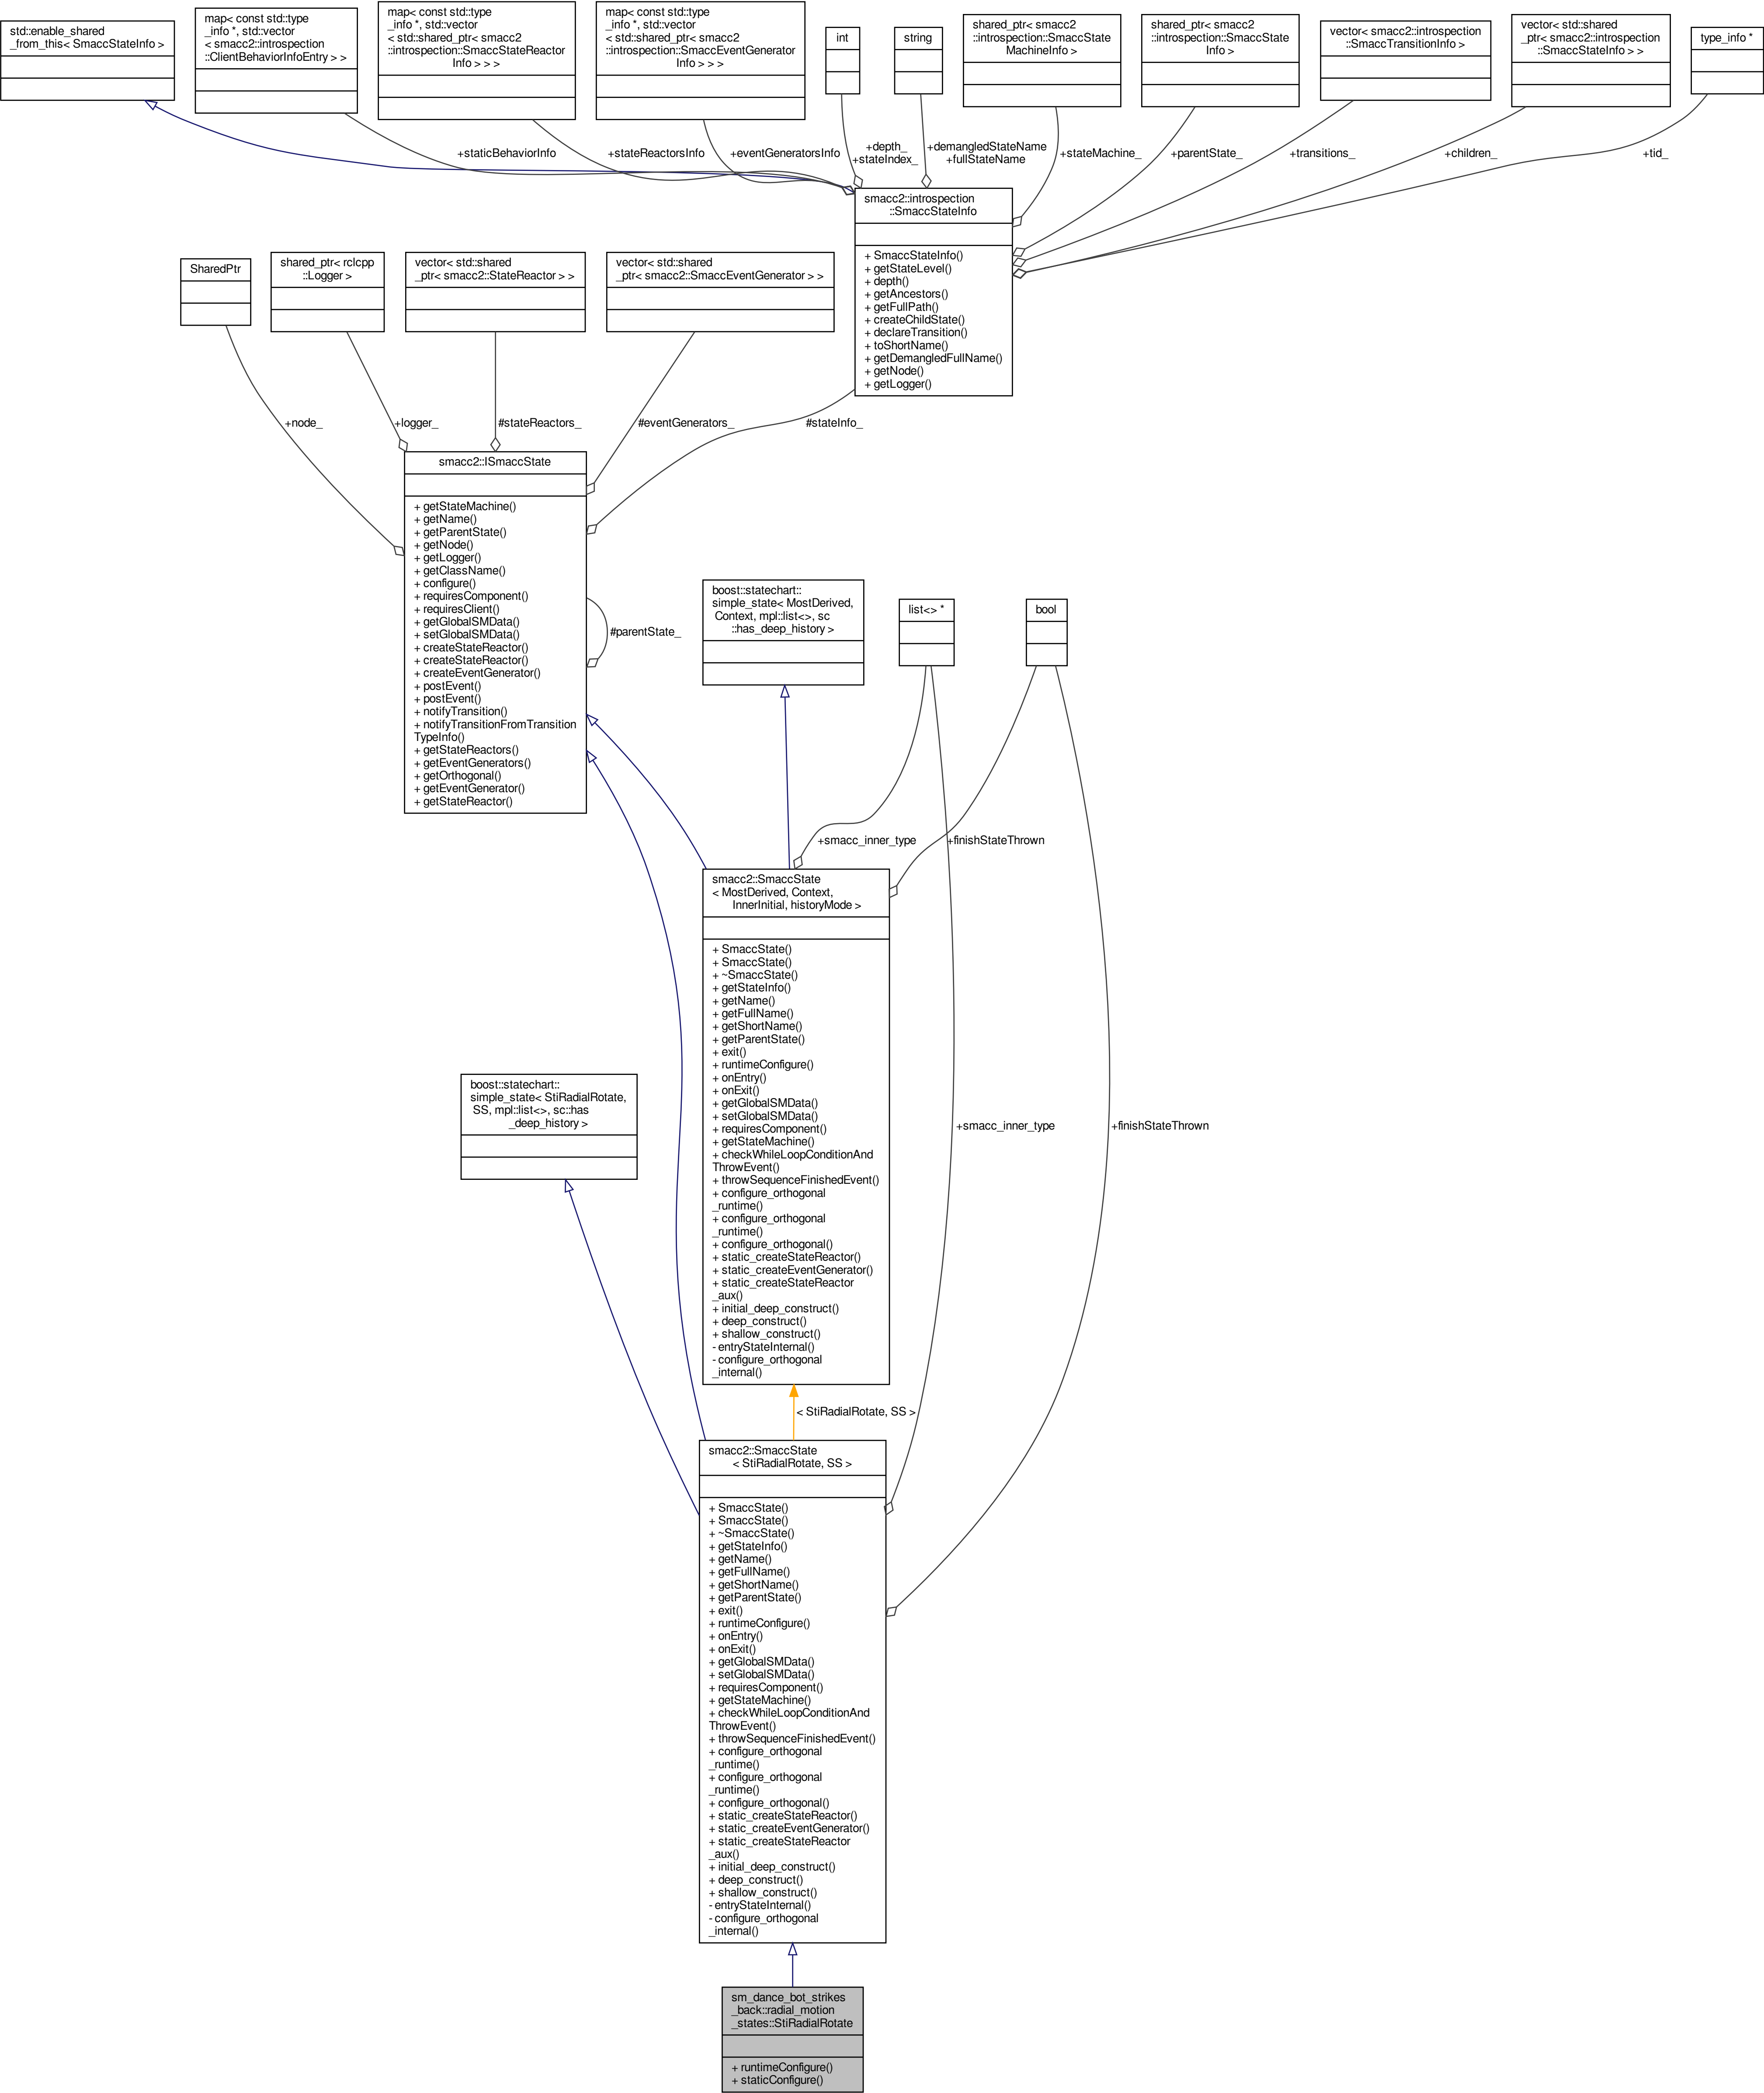 std::enable_shared
_from_this< SmaccStateInfo >
map< const std::type
_info *, std::vector
< smacc2::introspection
::ClientBehaviorInfoEntry > >
map< const std::type
_info *, std::vector
< std::shared_ptr< smacc2
::introspection::SmaccStateReactor
Info > > >
map< const std::type
_info *, std::vector
< std::shared_ptr< smacc2
::introspection::SmaccEventGenerator
Info > > >
int
string
shared_ptr< smacc2
::introspection::SmaccState
MachineInfo >
shared_ptr< smacc2
::introspection::SmaccState
Info >
vector< smacc2::introspection
::SmaccTransitionInfo >
vector< std::shared
_ptr< smacc2::introspection
::SmaccStateInfo > >
type_info *
+staticBehaviorInfo
+stateReactorsInfo
+eventGeneratorsInfo
+depth_
+stateIndex_
+demangledStateName
+fullStateName
+stateMachine_
+parentState_
+transitions_
+children_
+tid_
smacc2::introspection
::SmaccStateInfo
+ SmaccStateInfo()
+ getStateLevel()
+ depth()
+ getAncestors()
+ getFullPath()
+ createChildState()
+ declareTransition()
+ toShortName()
+ getDemangledFullName()
+ getNode()
+ getLogger()
SharedPtr
shared_ptr< rclcpp
::Logger >
vector< std::shared
_ptr< smacc2::StateReactor > >
vector< std::shared
_ptr< smacc2::SmaccEventGenerator > >
+node_
+logger_
#stateReactors_
#eventGenerators_
#stateInfo_
smacc2::ISmaccState
+ getStateMachine()
+ getName()
+ getParentState()
+ getNode()
+ getLogger()
+ getClassName()
+ configure()
+ requiresComponent()
+ requiresClient()
+ getGlobalSMData()
+ setGlobalSMData()
+ createStateReactor()
+ createStateReactor()
+ createEventGenerator()
+ postEvent()
+ postEvent()
+ notifyTransition()
+ notifyTransitionFromTransition
TypeInfo()
+ getStateReactors()
+ getEventGenerators()
+ getOrthogonal()
+ getEventGenerator()
+ getStateReactor()
#parentState_
boost::statechart::
simple_state< MostDerived,
Context, mpl::list<>, sc
::has_deep_history >
list<> *
bool
+smacc_inner_type
+finishStateThrown
smacc2::SmaccState
< MostDerived, Context,
InnerInitial, historyMode >
+ SmaccState()
+ SmaccState()
+ ~SmaccState()
+ getStateInfo()
+ getName()
+ getFullName()
+ getShortName()
+ getParentState()
+ exit()
+ runtimeConfigure()
+ onEntry()
+ onExit()
+ getGlobalSMData()
+ setGlobalSMData()
+ requiresComponent()
+ getStateMachine()
+ checkWhileLoopConditionAnd
ThrowEvent()
+ throwSequenceFinishedEvent()
+ configure_orthogonal
_runtime()
+ configure_orthogonal
_runtime()
+ configure_orthogonal()
+ static_createStateReactor()
+ static_createEventGenerator()
+ static_createStateReactor
_aux()
+ initial_deep_construct()
+ deep_construct()
+ shallow_construct()
- entryStateInternal()
- configure_orthogonal
_internal()
boost::statechart::
simple_state< StiRadialRotate,
SS, mpl::list<>, sc::has
_deep_history >
+smacc_inner_type
+finishStateThrown
< StiRadialRotate, SS >
smacc2::SmaccState
< StiRadialRotate, SS >
+ SmaccState()
+ SmaccState()
+ ~SmaccState()
+ getStateInfo()
+ getName()
+ getFullName()
+ getShortName()
+ getParentState()
+ exit()
+ runtimeConfigure()
+ onEntry()
+ onExit()
+ getGlobalSMData()
+ setGlobalSMData()
+ requiresComponent()
+ getStateMachine()
+ checkWhileLoopConditionAnd
ThrowEvent()
+ throwSequenceFinishedEvent()
+ configure_orthogonal
_runtime()
+ configure_orthogonal
_runtime()
+ configure_orthogonal()
+ static_createStateReactor()
+ static_createEventGenerator()
+ static_createStateReactor
_aux()
+ initial_deep_construct()
+ deep_construct()
+ shallow_construct()
- entryStateInternal()
- configure_orthogonal
_internal()
sm_dance_bot_strikes
_back::radial_motion
_states::StiRadialRotate
+ runtimeConfigure()
+ staticConfigure()